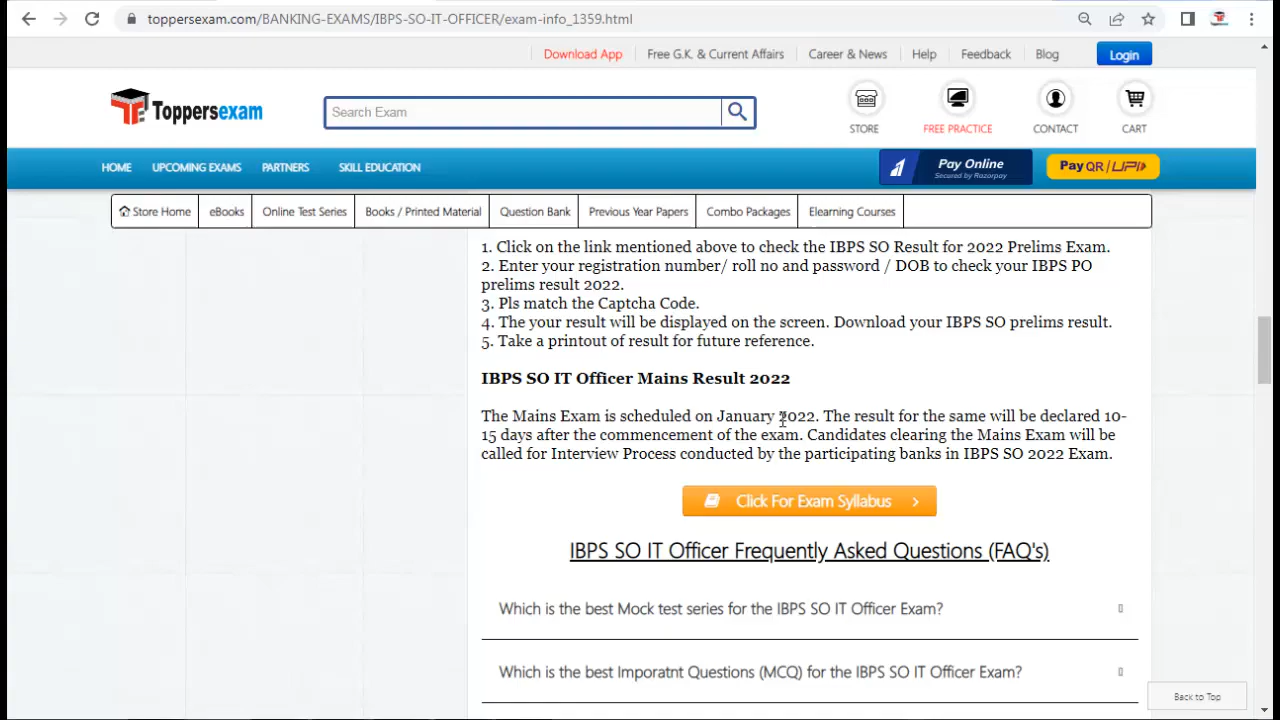 toppersexam.com/BANKING-EXAMS/IBPS-SO-IT-OFFICER/exam-info_1359.html
Download App Free G.K. & Current Affairs Career & News Help Feedback Blog Login
Toppersexam
Search Exam
STORE FREE PRACTICE CONTACT CART
HOME UPCOMING EXAMS PARTNERS SKILL EDUCATION
Pay Online
Secured by Razorpay
Pay QR / UPI
Store Home eBooks Online Test Series Books / Printed Material Question Bank Previous Year Papers Combo Packages Elearning Courses
1. Click on the link mentioned above to check the IBPS SO Result for 2022 Prelims Exam.
2. Enter your registration number/ roll no and password / DOB to check your IBPS PO
prelims result 2022.
3. Pls match the Captcha Code.
4. The your result will be displayed on the screen. Download your IBPS SO prelims result.
5. Take a printout of result for future reference.
IBPS SO IT Officer Mains Result 2022
The Mains Exam is scheduled on January 2022. The result for the same will be declared 10-
15 days after the commencement of the exam. Candidates clearing the Mains Exam will be
called for Interview Process conducted by the participating banks in IBPS SO 2022 Exam.
Click For Exam Syllabus
IBPS SO IT Officer Frequently Asked Questions (FAQ's)
Which is the best Mock test series for the IBPS SO IT Officer Exam?
Which is the best Imporatnt Questions (MCQ) for the IBPS SO IT Officer Exam?
Back to Top